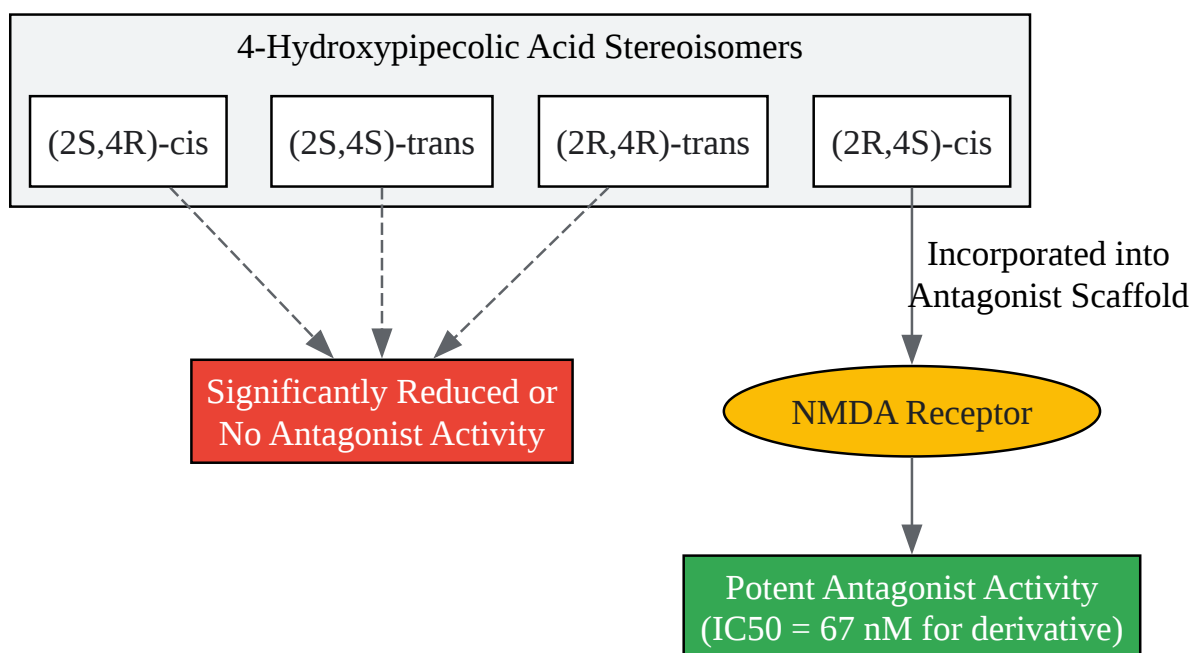 4-Hydroxypipecolic Acid Stereoisomers
(2S,4R)-cis
(2S,4S)-trans
(2R,4R)-trans
(2R,4S)-cis
Incorporated into
Antagonist Scaffold
Significantly Reduced or
No Antagonist Activity
NMDA Receptor
Potent Antagonist Activity
(IC50 = 67 nM for derivative)